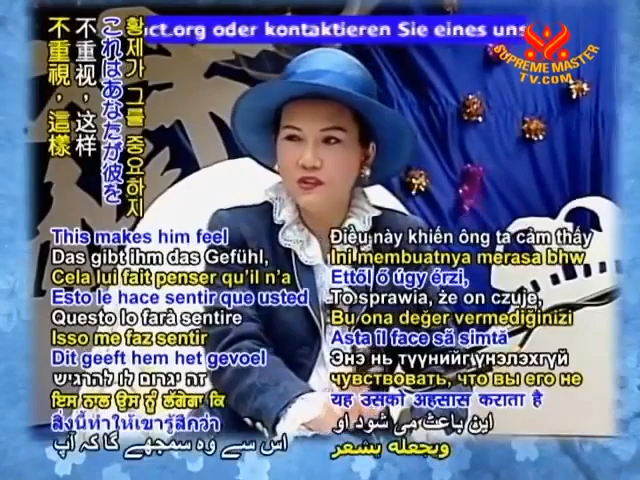 ct.org oder kontaktieren Sie eines uns
SUPREME MASTER
TV.COM
황제가 그를 중요하지
これはあなたが彼を
不重视，这样
不重視，這樣
This makes him feel
Das gibt ihm das Gefühl,
Cela lui fait penser qu'il n'a
Esto le hace sentir que usted
Questo lo farà sentire
Isso me faz sentir
Dit geeft hem het gevoel
זה יגרום לו להרגיש
ਇਸ ਨਾਲ ਉਸ ਨੂੰ ਲੱਗੇਗਾ ਕਿ
สิ่งนี้ทำให้เขารู้สึกว่า
اس سے وہ سمجھے گا کہ آپ
Điều này khiến ông ta cảm thấy
Ini membuatnya merasa bhw
Ettől ő úgy érzi,
To sprawia, że on czuje,
Bu ona değer vermediğinizi
Asta îl face să simtă
Энэ нь түүнийг үнэлэхгүй
чувствовать, что вы его не
यह उसको अहसास कराता है
این باعث می شود او
ويجعله يشعر